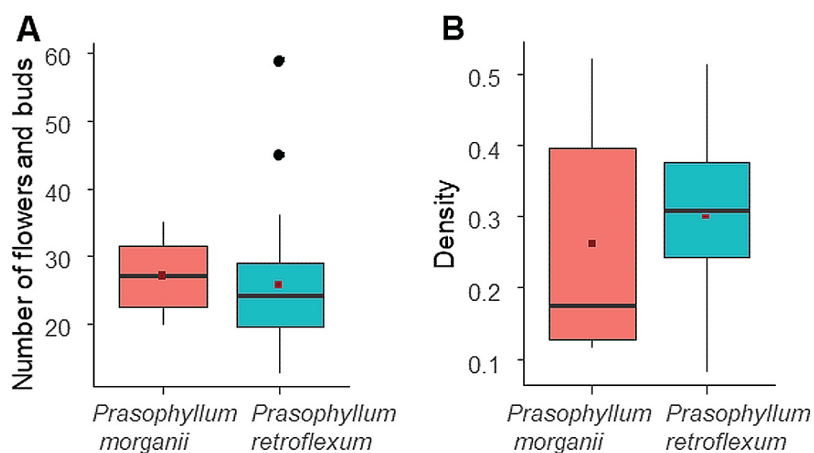 A
Number of flowers and buds
60
50
40
30
20
Prasophyllum
morganii
Prasophyllum
retroflexum
B
Density
0.5
0.4
0.3
0.2
0.1
Prasophyllum
morganii
Prasophyllum
retroflexum